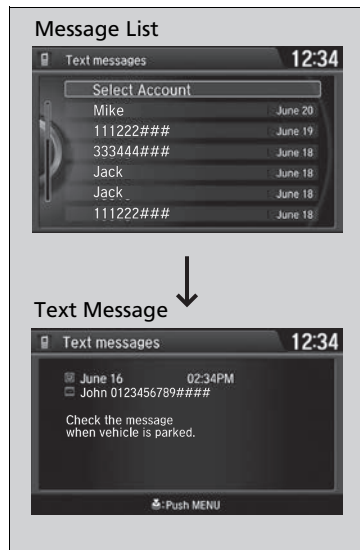 Message List
Text messages 12:34
Select Account
Mike June 20
111222### June 19
333444### June 18
Jack June 18
Jack June 18
111222### June 18
Text Message
Text messages 12:34
June 16 02:34PM
John 0123456789####
Check the message
when vehicle is parked.
:Push MENU